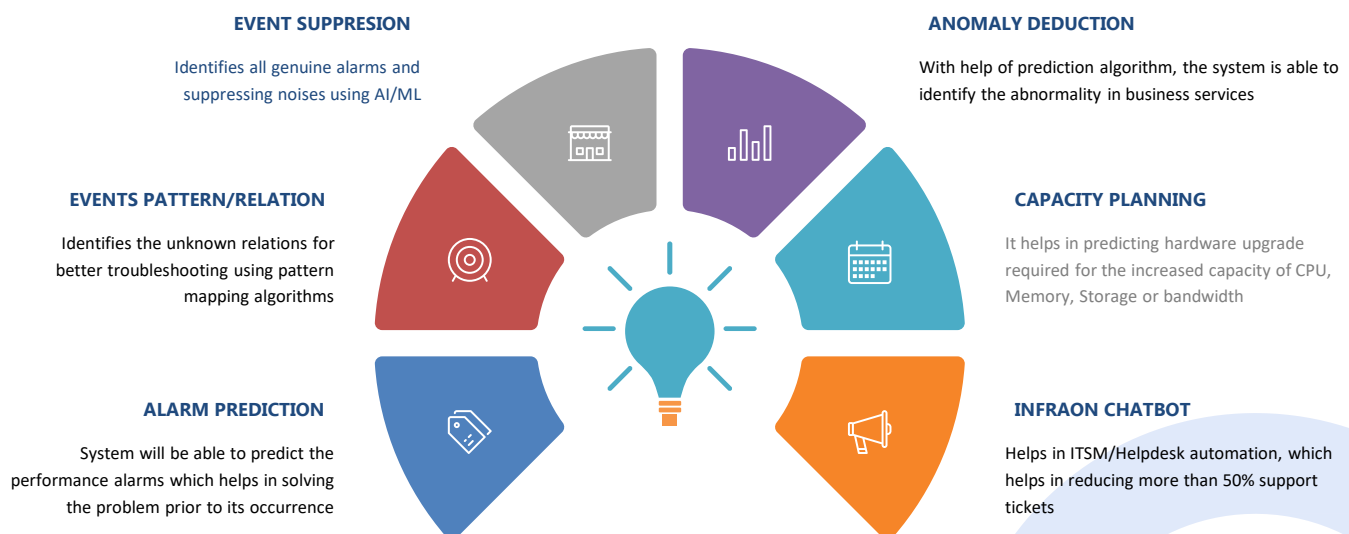 EVENT SUPPRESION
Identifies all genuine alarms and
suppressing noises using AI/ML
ANOMALY DEDUCTION
With help of prediction algorithm, the system is able to
identify the abnormality in business services
EVENTS PATTERN/RELATION
Identifies the unknown relations for
better troubleshooting using pattern
mapping algorithms
CAPACITY PLANNING
It helps in predicting hardware upgrade
required for the increased capacity of CPU,
Memory, Storage or bandwidth
ALARM PREDICTION
System will be able to predict the
performance alarms which helps in solving
the problem prior to its occurrence
INFRAON CHATBOT
Helps in ITSM/Helpdesk automation, which
helps in reducing more than 50% support
tickets